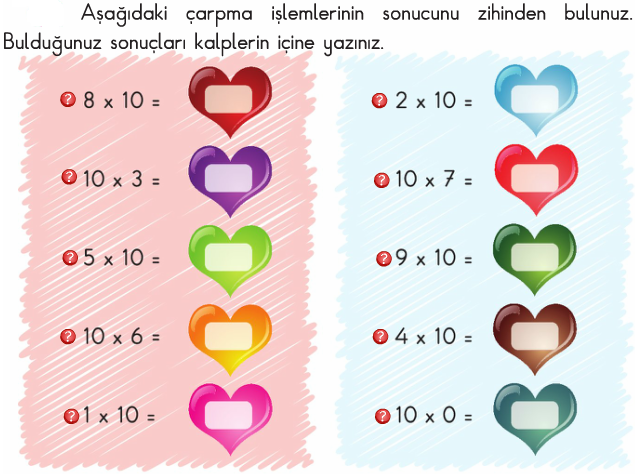 Aşağıdaki çarpma işlemlerinin sonucunu zihinden bulunuz.
Bulduğunuz sonuçları kalplerin içine yazınız.
? 8 x 10 =
? 10 x 3 =
? 5 x 10 =
? 10 x 6 =
? 1 x 10 =
? 2 x 10 =
? 10 x 7 =
? 9 x 10 =
? 4 x 10 =
? 10 x 0 =